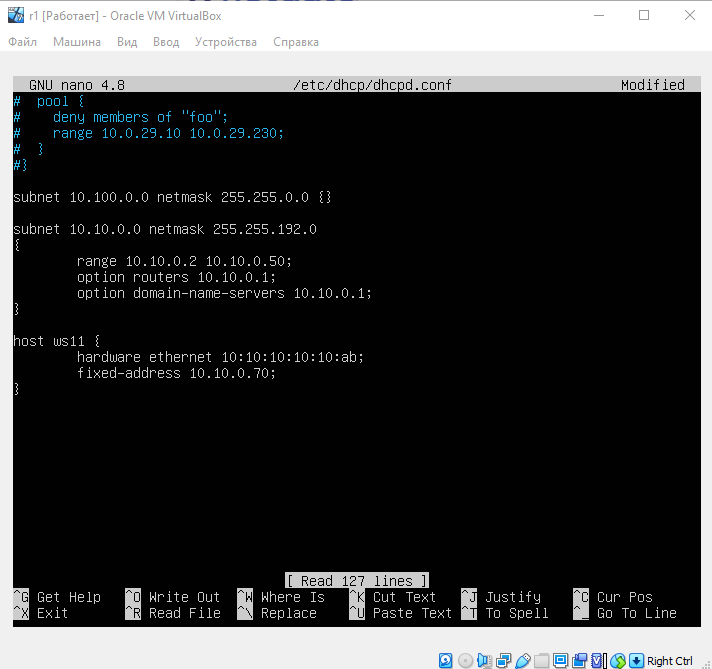 r1 [Работает] - Oracle VM VirtualBox
Файл Машина Вид Ввод Устройства Справка
GNU nano 4.8 /etc/dhcp/dhcpd.conf Modified
#  pool {
#    deny members of "foo";
#    range 10.0.29.10 10.0.29.230;
#  }
#}

subnet 10.100.0.0 netmask 255.255.0.0 {}

subnet 10.10.0.0 netmask 255.255.192.0
{
        range 10.10.0.2 10.10.0.50;
        option routers 10.10.0.1;
        option domain-name-servers 10.10.0.1;
}

host ws11 {
        hardware ethernet 10:10:10:10:10:ab;
        fixed-address 10.10.0.70;
}

[ Read 127 lines ]
^G Get Help ^O Write Out ^W Where Is ^K Cut Text ^J Justify ^C Cur Pos
^X Exit ^R Read File ^\ Replace ^U Paste Text ^T To Spell ^_ Go To Line
Right Ctrl